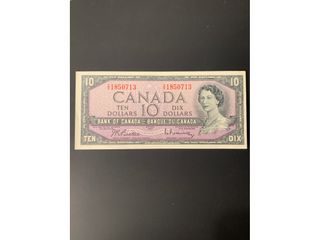 10 10
1850713 1850713
CANADA
TEN 10 DIX
DOLLARS DOLLARS
BANK OF CANADA - BANQUE DU CANADA
TEN DIX